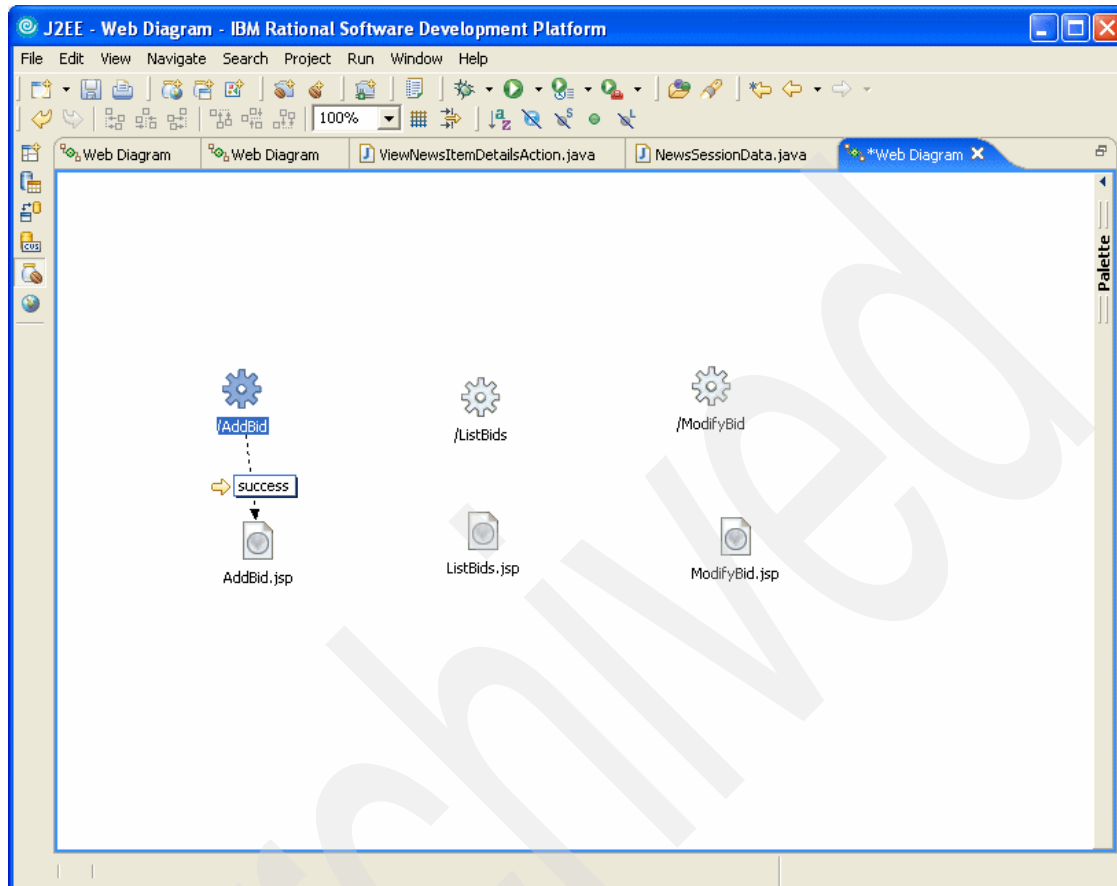 J2EE - Web Diagram - IBM Rational Software Development Platform
File Edit View Navigate Search Project Run Window Help
100%
Web Diagram Web Diagram ViewNewsItemDetailsAction.java NewsSessionData.java *Web Diagram
Palette
/AddBid /ListBids /ModifyBid
success
AddBid.jsp ListBids.jsp ModifyBid.jsp